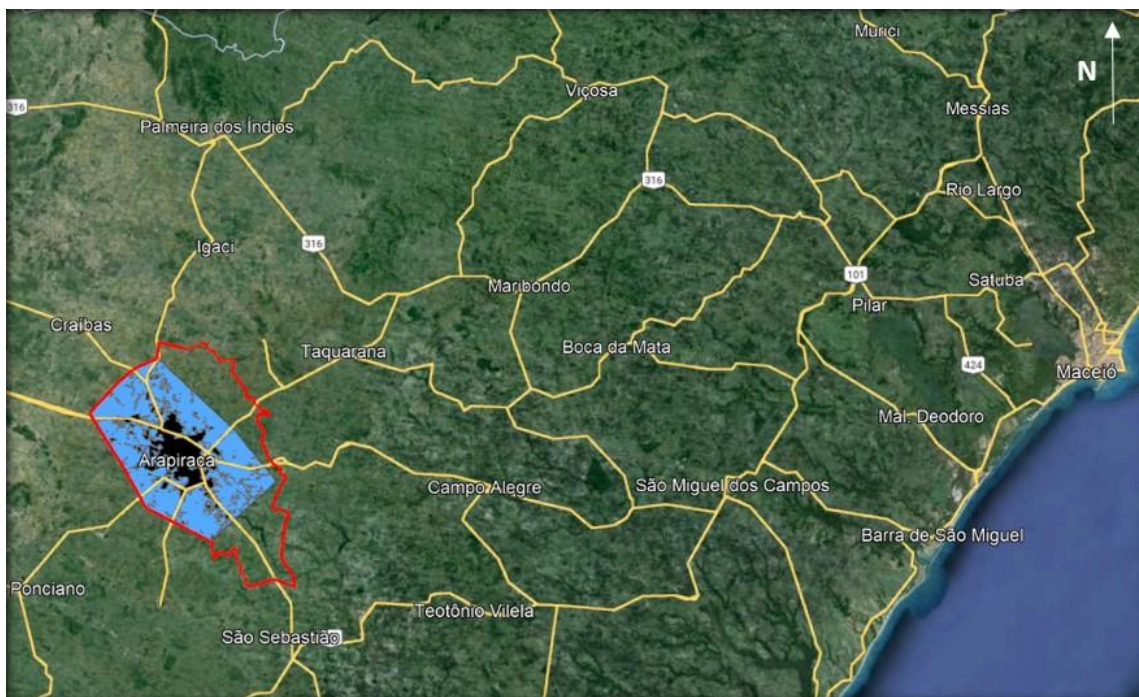 Murici
N
316
Viçosa
Messias
Palmeira dos Índios
316
Rio Largo
316
Igaci
101
Satuba
Maribondo
Pilar
Craíbas
Taquarana
Boca da Mata
424
Maceió
Mal. Deodoro
Arapiraca
Campo Alegre
São Miguel dos Campos
Barra de São Miguel
Ponciano
Teotônio Vilela
São Sebastião